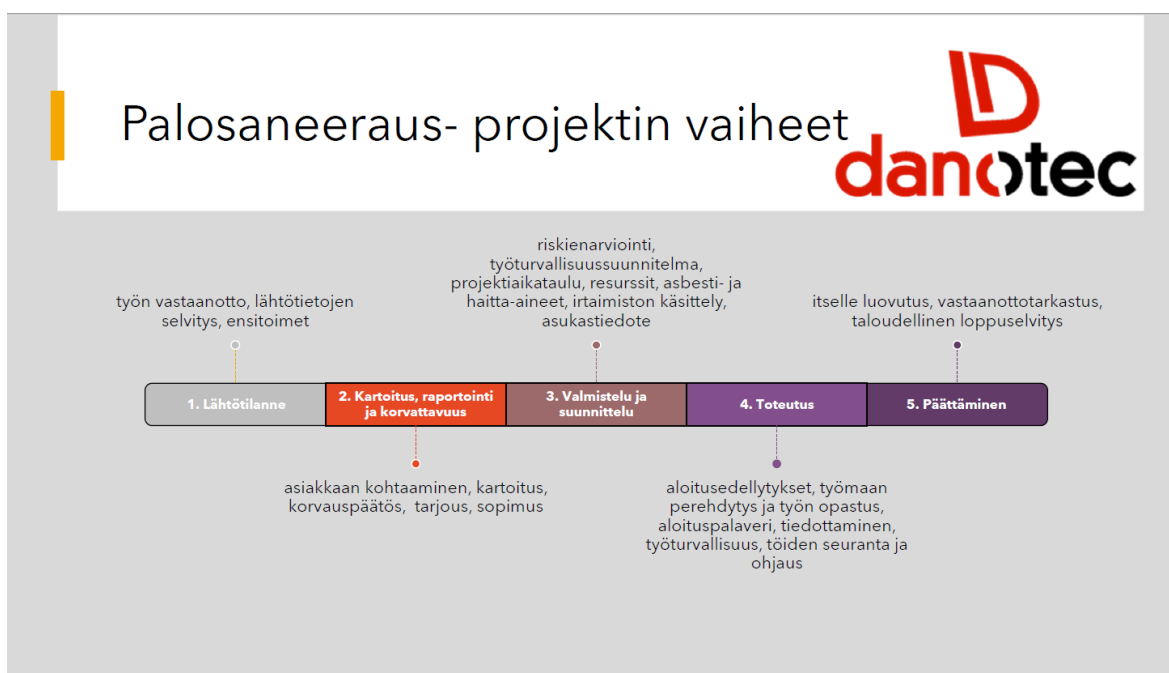 Palosaneeraus- projektin vaiheet
danotec
työn vastaanotto, lähtötietojen
selvitys, ensitoimet
riskienarviointi,
työturvallisuussuunnitelma,
projektiaikataulu, resurssit, asbesti- ja
haitta-aineet, irtaimiston käsittely,
asukastiedote
itselle luovutus, vastaanottotarkastus,
taloudellinen loppuselvitys
1. Lähtötilanne
2. Kartoitus, raportointi
ja korvattavuus
3. Valmistelu ja
suunnittelu
4. Toteutus
5. Päättäminen
asiakkaan kohtaaminen, kartoitus,
korvauspäätös, tarjous, sopimus
aloitusedellytykset, työmaan
perehdytys ja työn opastus,
aloituspalaveri, tiedottaminen,
työturvallisuus, töiden seuranta ja
ohjaus